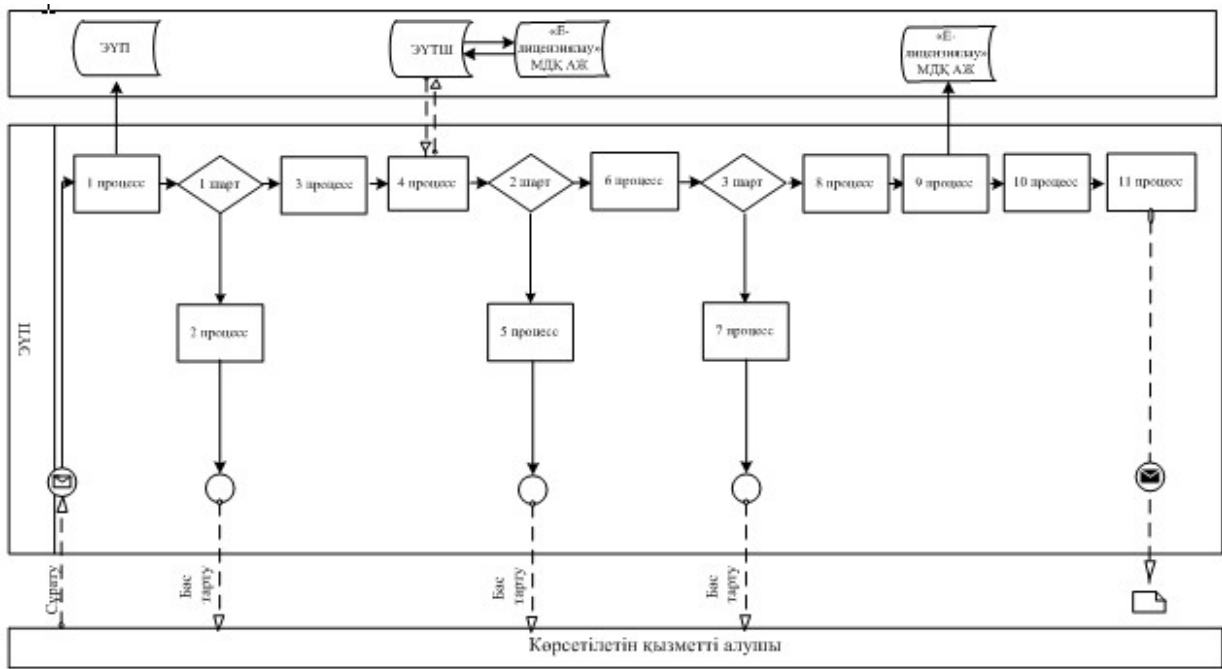 ЭҮП
ЭҮТШ
«Е-
лицензиялау»
МДҚ АЖ
«Е-
лицензиялау»
МДҚ АЖ
1 процесс
1 шарт
3 процесс
4 процесс
2 шарт
6 процесс
3 шарт
8 процесс
9 процесс
10 процесс
11 процесс
2 процесс
5 процесс
7 процесс
ЭҮП
Сұрату
Бас
тарту
Бас
тарту
Бас
тарту
Көрсетілетін қызметті алушы